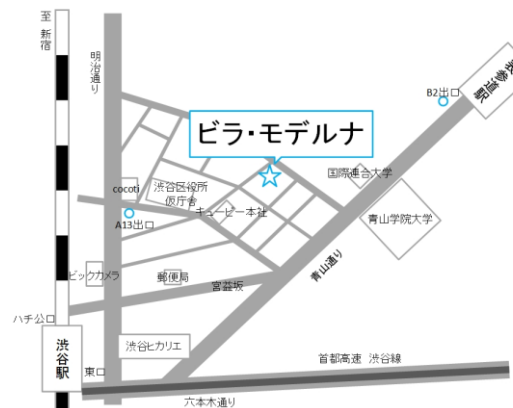 至 新宿
明治通り
表参道駅
B2出口
ビラ・モデルナ
国際連合大学
cocoti
渋谷区役所
仮庁舎
キューピー本社
青山学院大学
A13出口
青山通り
ビックカメラ
郵便局
宮益坂
ハチ公口
渋谷駅
渋谷ヒカリエ
首都高速 渋谷線
東口
六本木通り